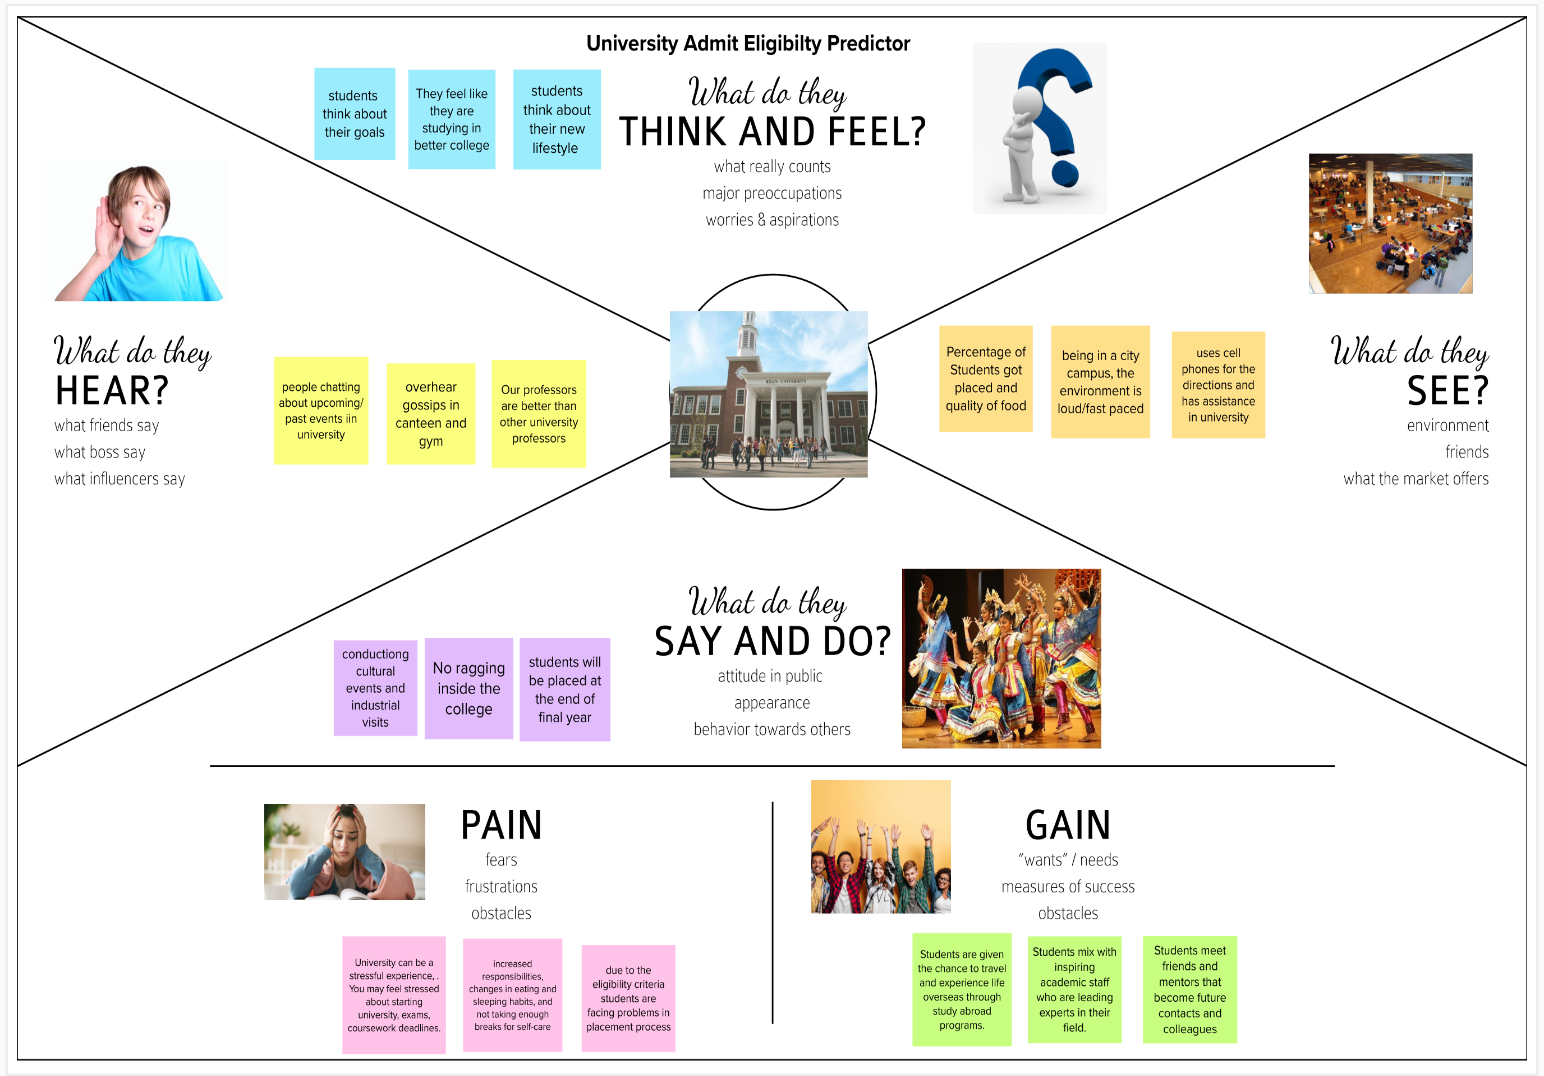 University Admit Eligibilty Predictor
students
think about
their goals
They feel like
they are
studying in
better college
students
think about
their new
lifestyle
What do they
THINK AND FEEL?
what really counts
major preoccupations
worries & aspirations
What do they
HEAR?
what friends say
what boss say
what influencers say
people chatting
about upcoming/
past events iin
university
overhear
gossips in
canteen and
gym
Our professors
are better than
other university
professors
Percentage of
Students got
placed and
quality of food
being in a city
campus, the
environment is
loud/fast paced
uses cell
phones for the
directions and
has assistance
in university
What do they
SEE?
environment
friends
what the market offers
What do they
SAY AND DO?
attitude in public
appearance
behavior towards others
conductiong
cultural
events and
industrial
visits
No ragging
inside the
college
students will
be placed at
the end of
final year
PAIN
fears
frustrations
obstacles
University can be a
stressful experience, .
You may feel stressed
about starting
university, exams,
coursework deadlines.
increased
responsibilities,
changes in eating and
sleeping habits, and
not taking enough
breaks for self-care
due to the
eligibility criteria
students are
facing problems in
placement process
GAIN
"wants" / needs
measures of success
obstacles
Students are given
the chance to travel
and experience life
overseas through
study abroad
programs.
Students mix with
inspiring
academic staff
who are leading
experts in their
field.
Students meet
friends and
mentors that
become future
contacts and
colleagues